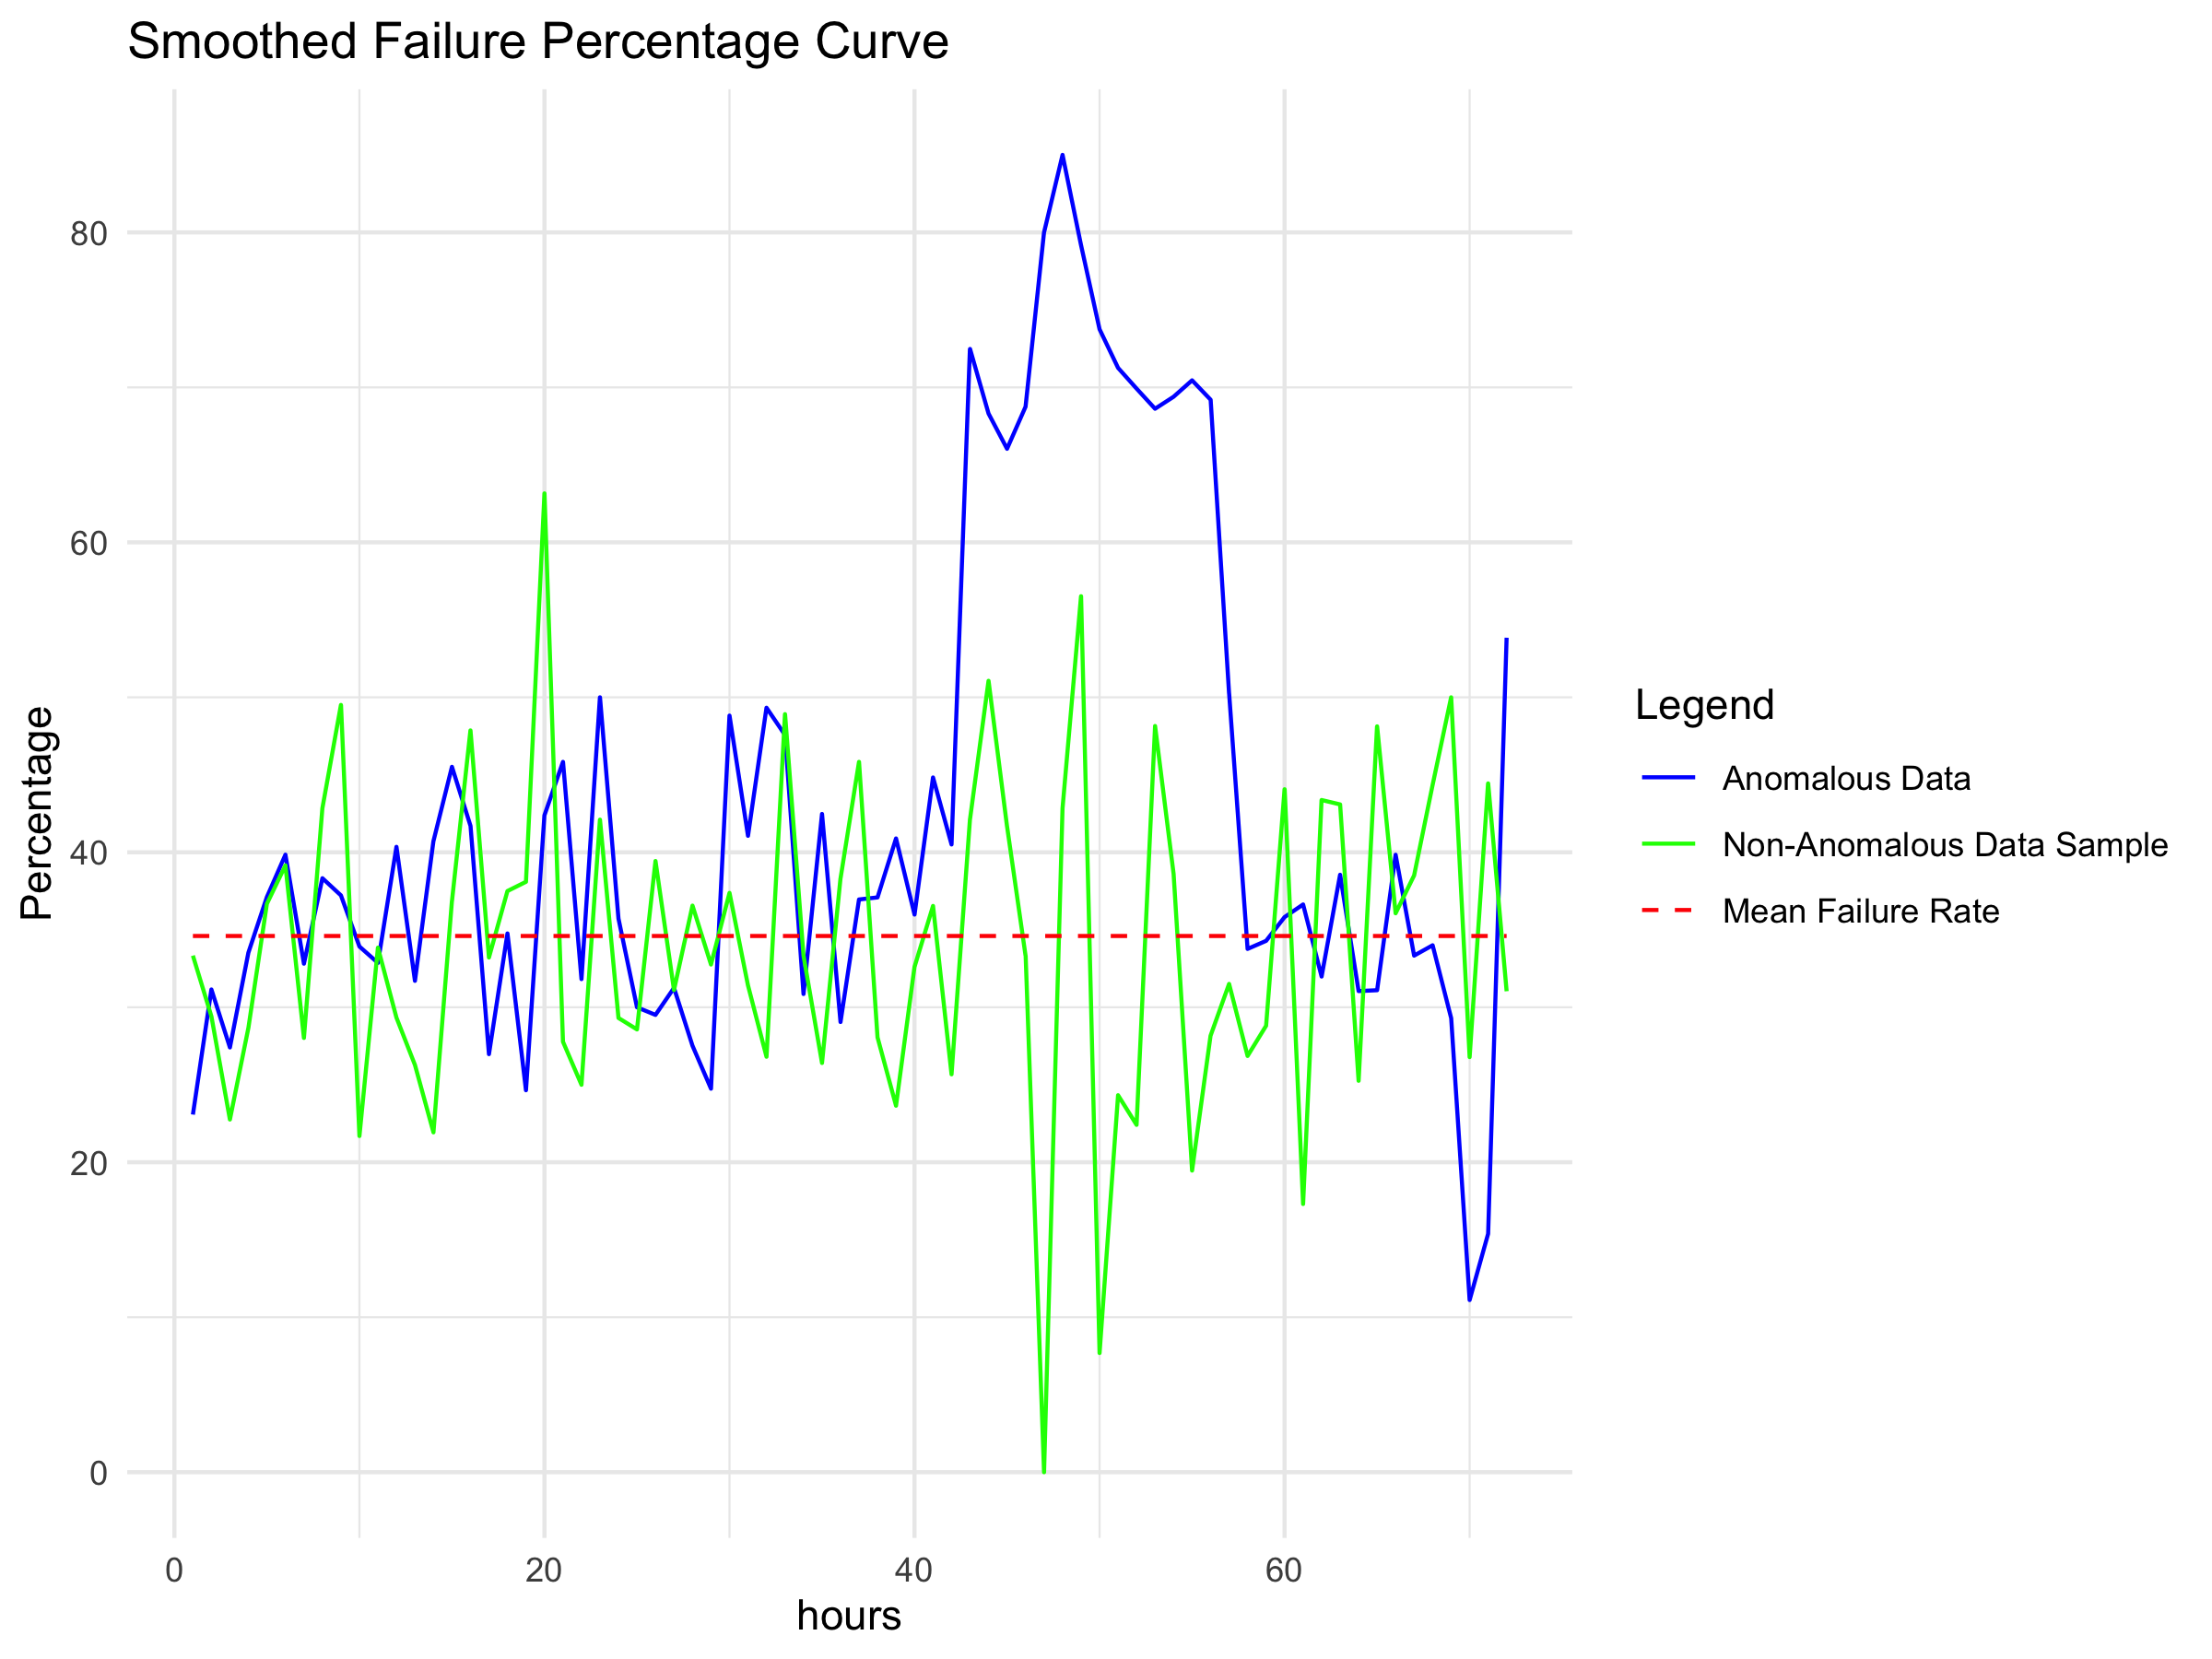 Smoothed Failure Percentage Curve
Percentage
80
60
40
20
0
0 20 40 60
hours
Legend
Anomalous Data
Non-Anomalous Data Sample
Mean Failure Rate